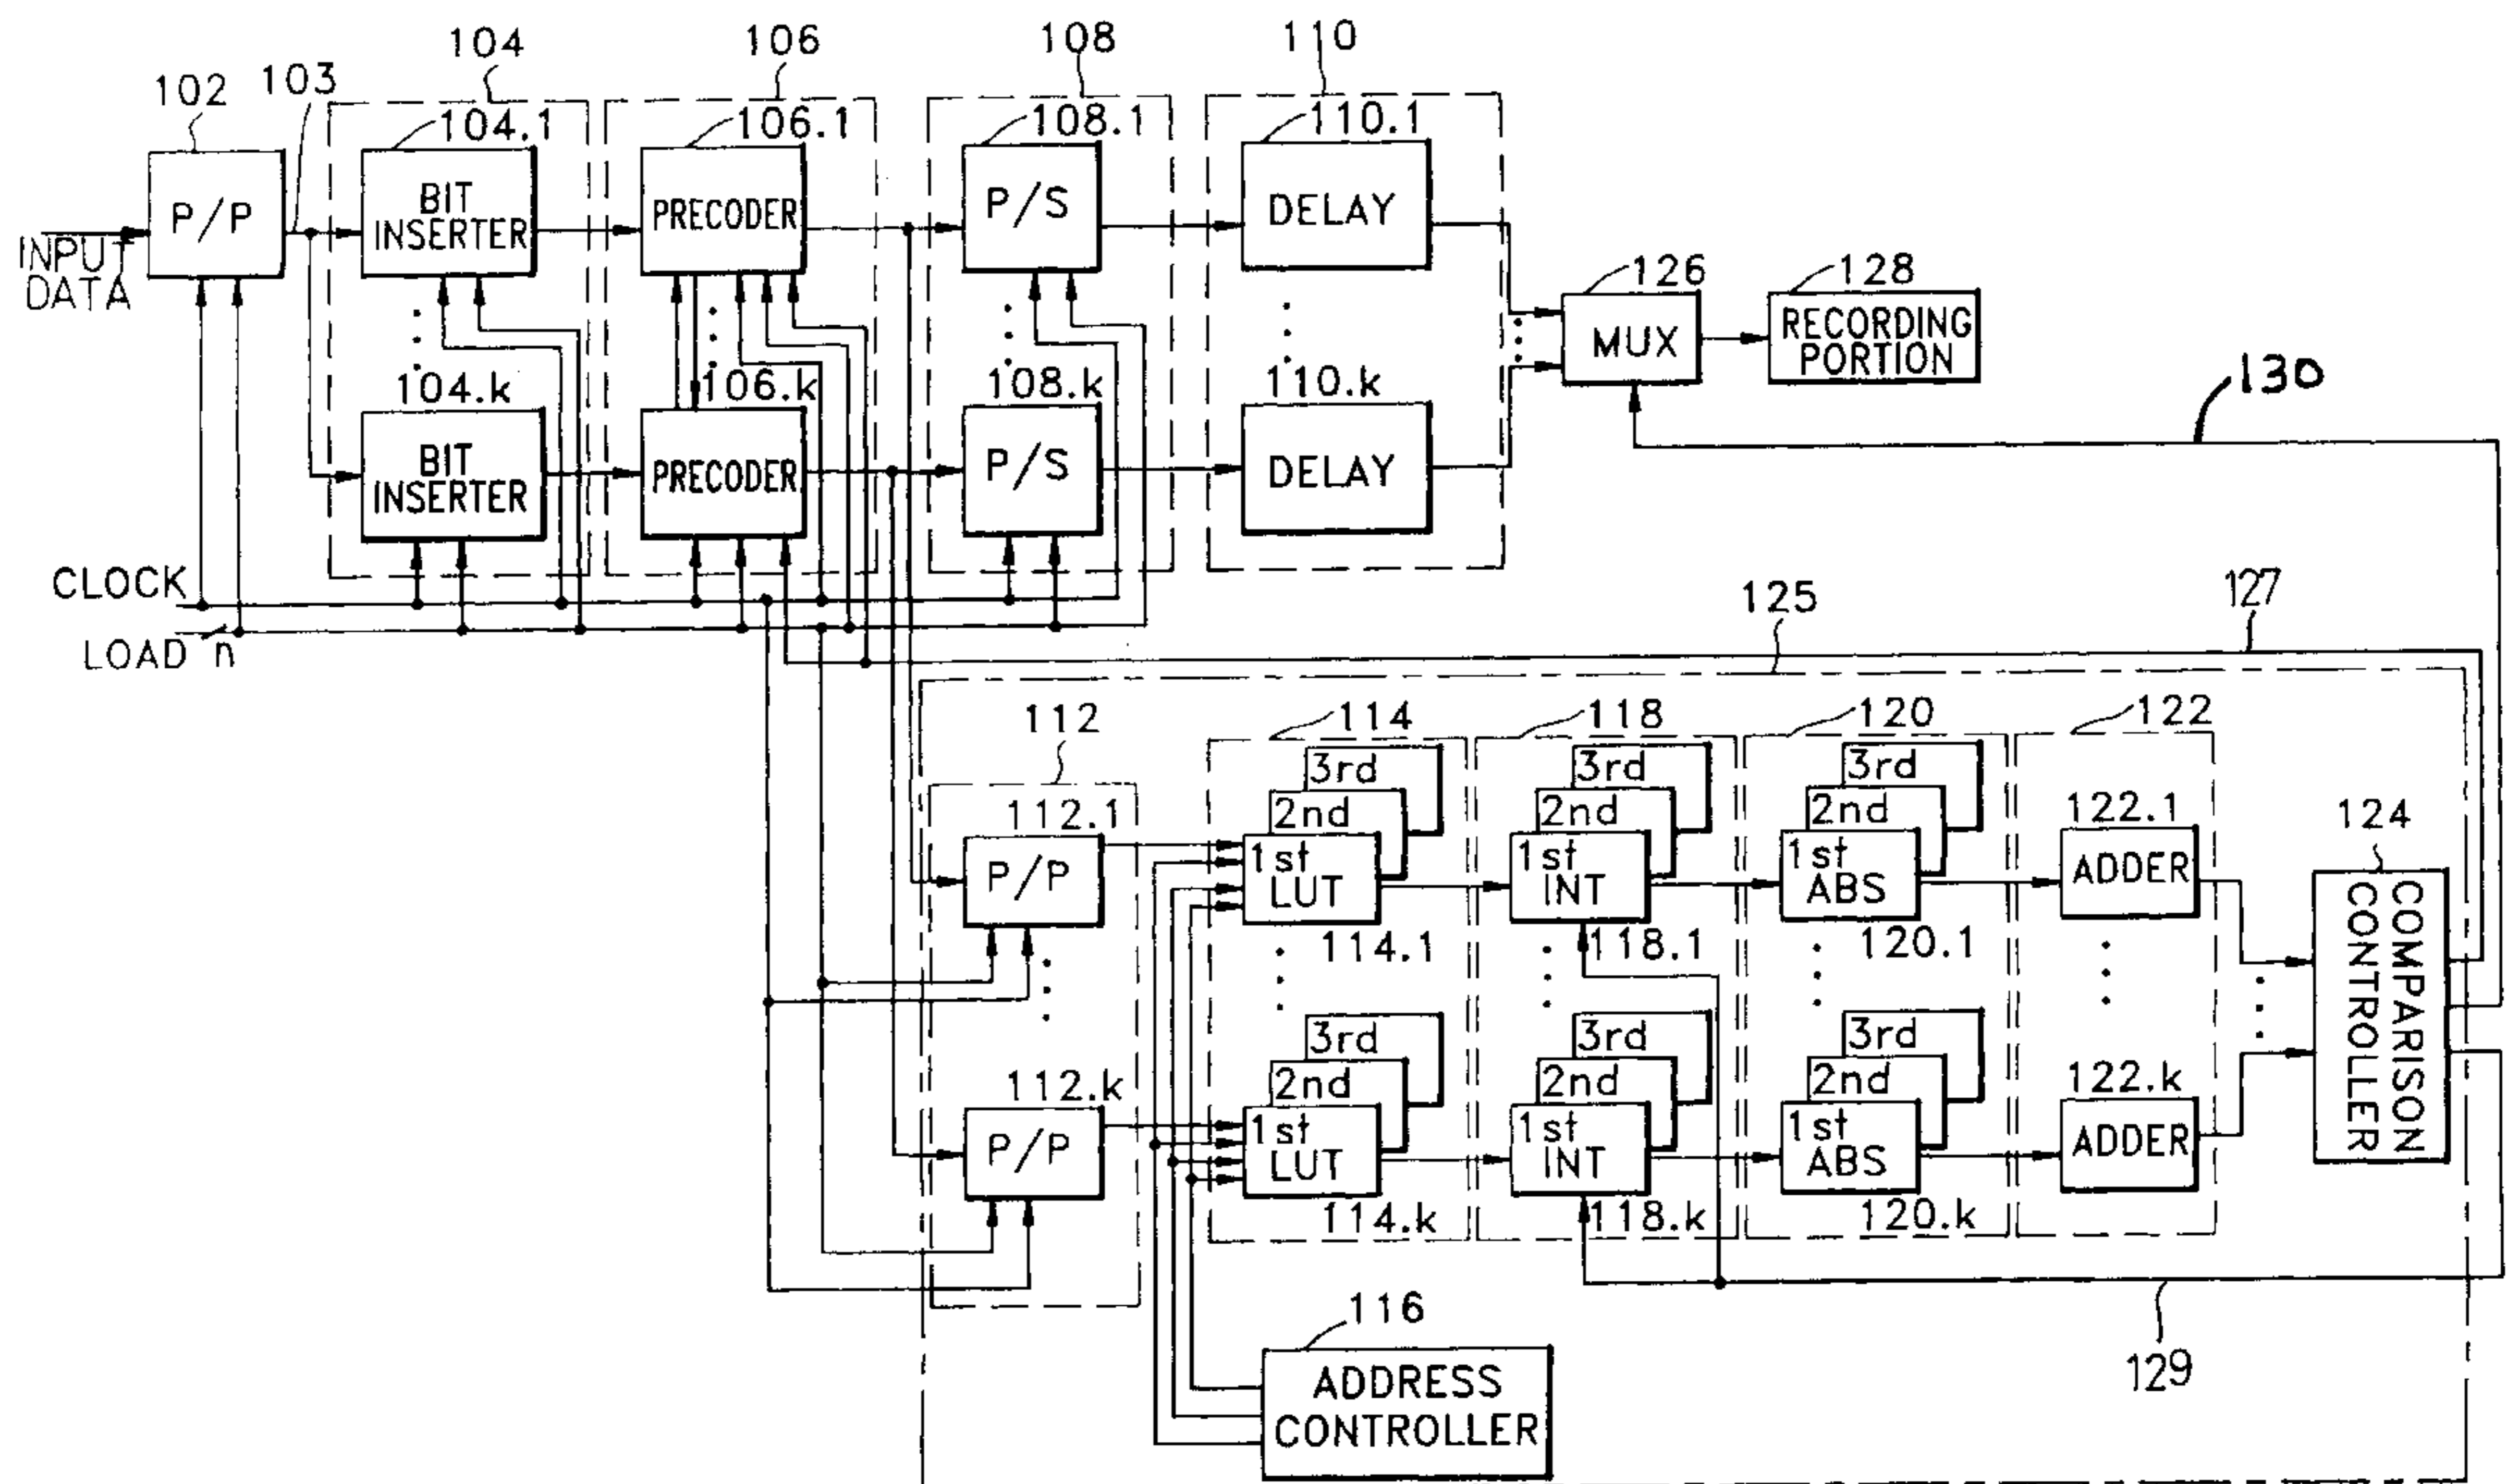 104
106
108
110
102
103
104.1
106.1
108.1
110.1
P/P
BIT
INSERTER
PRECODER
P/S
DELAY
INPUT
DATA
126
128
MUX
RECORDING
PORTION
130
104.k
106.k
108.k
110.k
BIT
INSERTER
PRECODER
P/S
DELAY
CLOCK
LOAD n
125
127
112
114
118
120
122
3rd
2nd
1st
LUT
3rd
2nd
1st
INT
3rd
2nd
1st
ABS
112.1
P/P
122.1
ADDER
124
COMPARISON
CONTROLLER
114.1
118.1
120.1
3rd
2nd
1st
LUT
3rd
2nd
1st
INT
3rd
2nd
1st
ABS
112.k
P/P
122.k
ADDER
114.k
118.k
120.k
116
ADDRESS
CONTROLLER
129